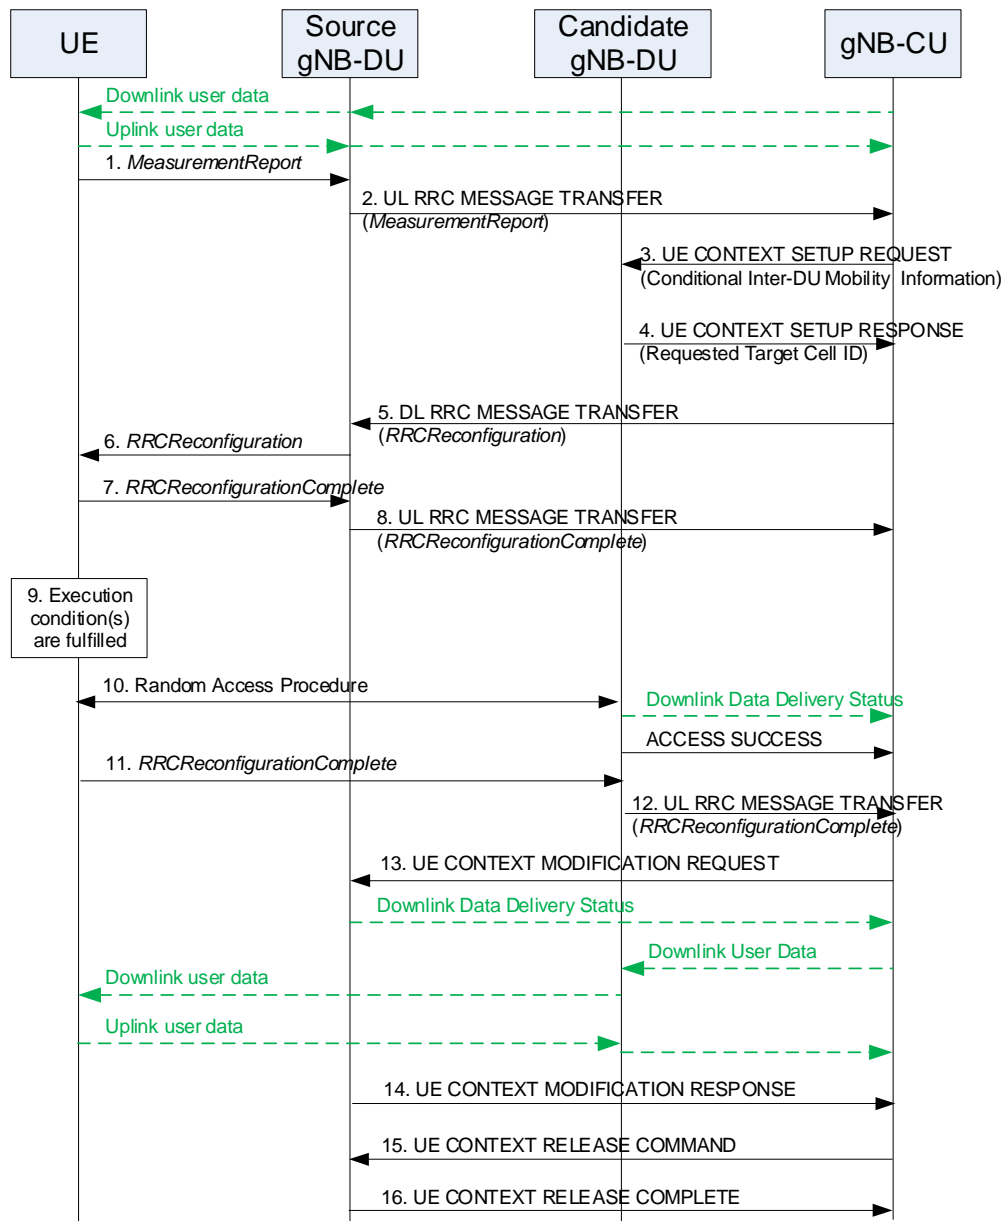 UE
Source
gNB-DU
Candidate
gNB-DU
gNB-CU
Downlink user data
Uplink user data
1. MeasurementReport
2. UL RRC MESSAGE TRANSFER
(MeasurementReport)
3. UE CONTEXT SETUP REQUEST
(Conditional Inter-DU Mobility Information)
4. UE CONTEXT SETUP RESPONSE
(Requested Target Cell ID)
5. DL RRC MESSAGE TRANSFER
(RRCReconfiguration)
6. RRCReconfiguration
7. RRCReconfigurationComplete
8. UL RRC MESSAGE TRANSFER
(RRCReconfigurationComplete)
9. Execution
condition(s)
are fulfilled
10. Random Access Procedure
Downlink Data Delivery Status
ACCESS SUCCESS
11. RRCReconfigurationComplete
12. UL RRC MESSAGE TRANSFER
(RRCReconfigurationComplete)
13. UE CONTEXT MODIFICATION REQUEST
Downlink Data Delivery Status
Downlink User Data
Downlink user data
Uplink user data
14. UE CONTEXT MODIFICATION RESPONSE
15. UE CONTEXT RELEASE COMMAND
16. UE CONTEXT RELEASE COMPLETE